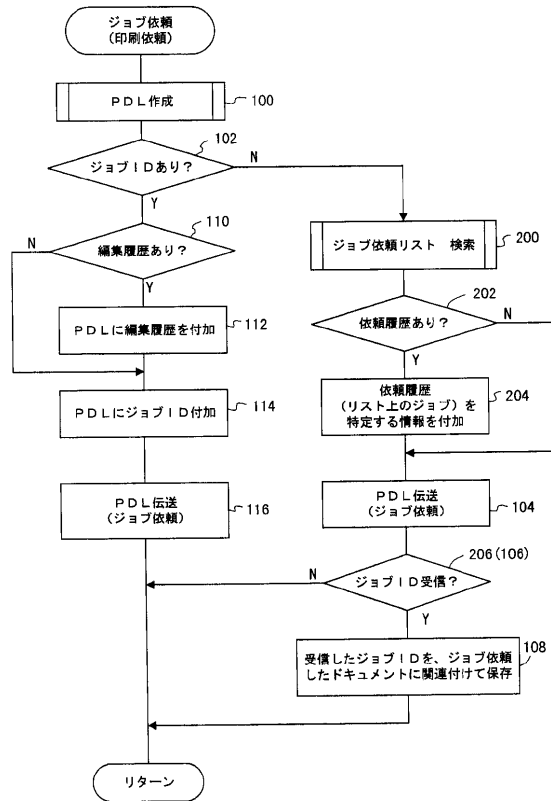 ジョブ依頼
(印刷依頼)
PDL作成
100
102
ジョブIDあり?
N
Y
110
編集履歴あり?
N
Y
ジョブ依頼リスト 検索
200
202
依頼履歴あり?
N
Y
PDLに編集履歴を付加
112
依頼履歴
(リスト上のジョブ)を
特定する情報を付加
204
PDLにジョブID付加
114
PDL伝送
(ジョブ依頼)
116
PDL伝送
(ジョブ依頼)
104
206(106)
ジョブID受信?
N
Y
受信したジョブIDを、ジョブ依頼
したドキュメントに関連付けて保存
108
リターン